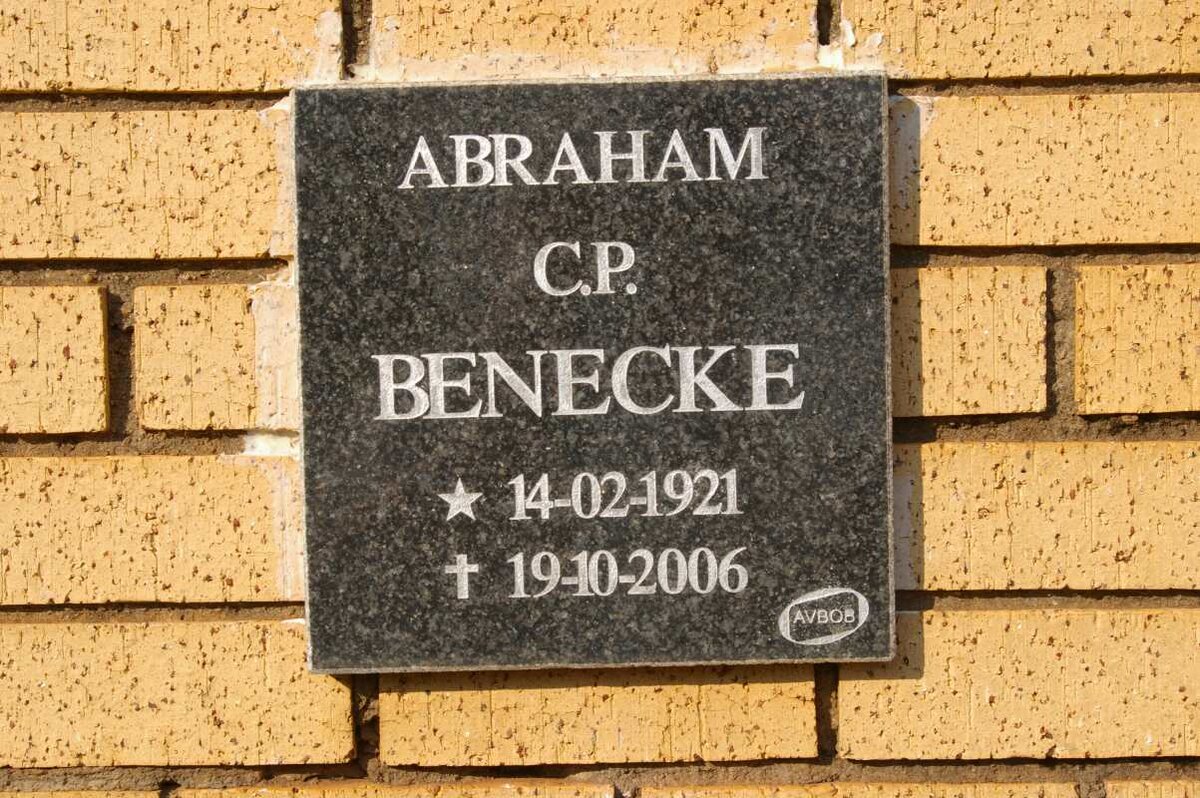 ABRAHAM
C.P.
BENECKE
14-02-1921
19-10-2006
AVBOB